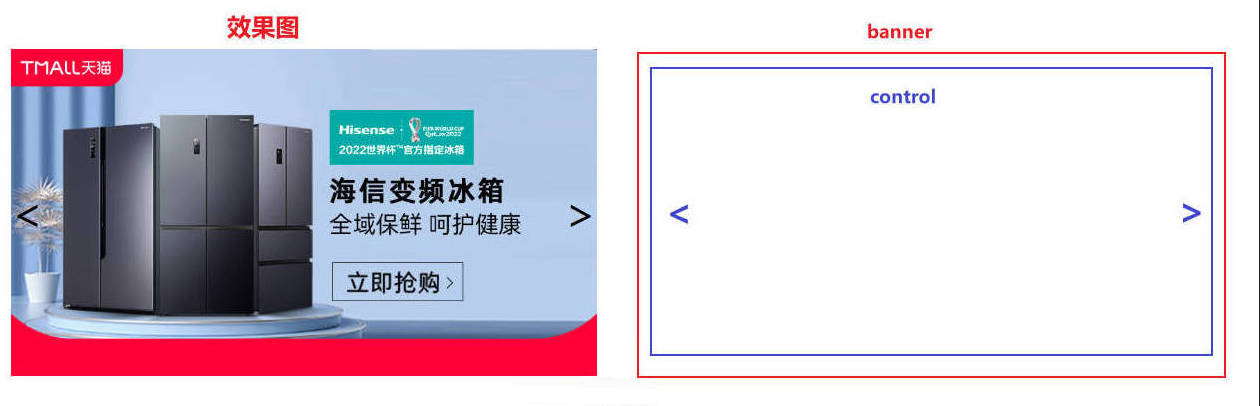 效果图
TMALL天猫
Hisense · FIFA WORLD CUP
Qatar2022
2022世界杯™官方指定冰箱
海信变频冰箱
全域保鲜 呵护健康
立即抢购 >
< >
banner
control
< >